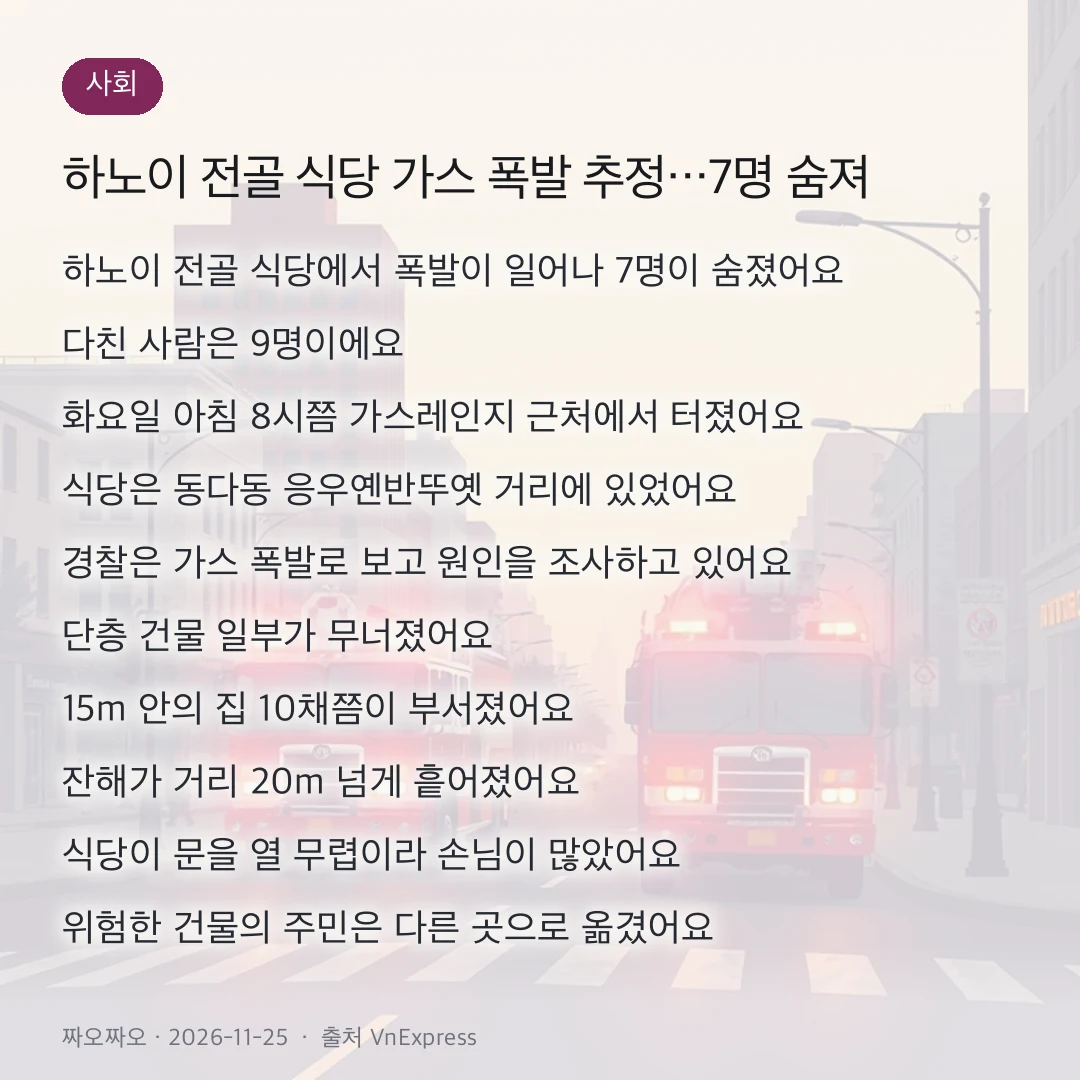 사회
하노이 전골 식당 가스 폭발 추정…7명 숨져
하노이 전골 식당에서 폭발이 일어나 7명이 숨졌어요
다친 사람은 9명이에요
화요일 아침 8시쯤 가스레인지 근처에서 터졌어요
식당은 동다동 응우옌반뚜옛 거리에 있었어요
경찰은 가스 폭발로 보고 원인을 조사하고 있어요
단층 건물 일부가 무너졌어요
15m 안의 집 10채쯤이 부서졌어요
잔해가 거리 20m 넘게 흩어졌어요
식당이 문을 열 무렵이라 손님이 많았어요
위험한 건물의 주민은 다른 곳으로 옮겼어요
짜오짜오 · 2026-11-25 · 출처 VnExpress